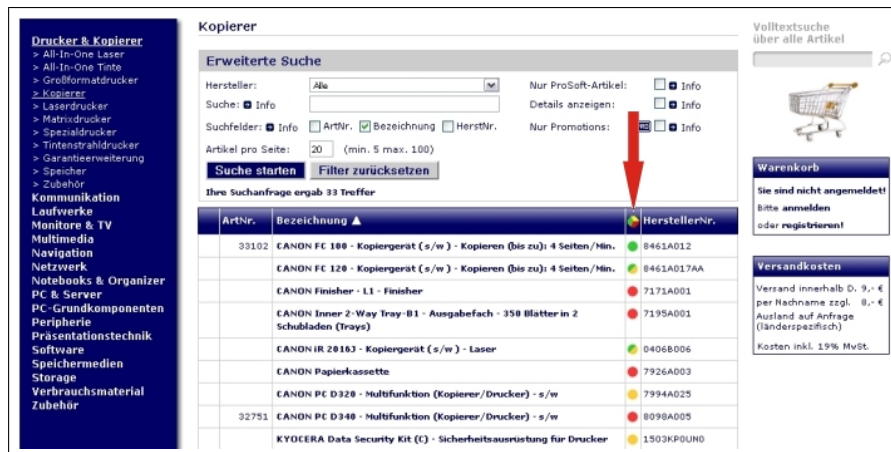 Drucker & Kopierer
> All-In-One Laser
> All-In-One Tinte
> Großformatdrucker
> Kopierer
> Laserdrucker
> Matrixdrucker
> Spezialdrucker
> Tintenstrahldrucker
> Garantieerweiterung
> Speicher
> Zubehör
Kommunikation
Laufwerke
Monitore & TV
Multimedia
Navigation
Netzwerk
Notebooks & Organizer
PC & Server
PC-Grundkomponenten
Peripherie
Präsentationstechnik
Software
Speichermedien
Storage
Verbrauchsmaterial
Zubehör
Kopierer
Erweiterte Suche
Hersteller: Alle Nur ProSoft-Artikel: Info
Suche: Info Details anzeigen: Info
Suchfelder: Info ArtNr. Bezeichnung HerstNr. Nur Promotions: Info
Artikel pro Seite: 20 (min. 5 max. 100)
Suche starten Filter zurücksetzen
Ihre Suchanfrage ergab 33 Treffer
ArtNr. Bezeichnung ▲ HerstellerNr.
33102 CANON FC 100 - Kopiergerät ( s/w ) - Kopieren (bis zu): 4 Seiten/Min. 8461A012
CANON FC 120 - Kopiergerät ( s/w ) - Kopieren (bis zu): 4 Seiten/Min. 8461A017AA
CANON Finisher - L1 - Finisher 7171A001
CANON Inner 2-Way Tray-B1 - Ausgabefach - 350 Blätter in 2 7195A001
Schubladen (Trays)
CANON iR 2016J - Kopiergerät ( s/w ) - Laser 0406B006
CANON Papierkassette 7926A003
CANON PC D320 - Multifunktion (Kopierer/Drucker) - s/w 7994A025
32751 CANON PC D340 - Multifunktion (Kopierer/Drucker) - s/w 8098A005
KYOCERA Data Security Kit (C) - Sicherheitsausrüstung für Drucker 1503KP0UN0
Volltextsuche
über alle Artikel
Warenkorb
Sie sind nicht angemeldet!
Bitte anmelden
oder registrieren!
Versandkosten
Versand innerhalb D. 9,- €
per Nachname zzgl. 8,- €
Ausland auf Anfrage
(länderspezifisch)
Kosten inkl. 19% MwSt.